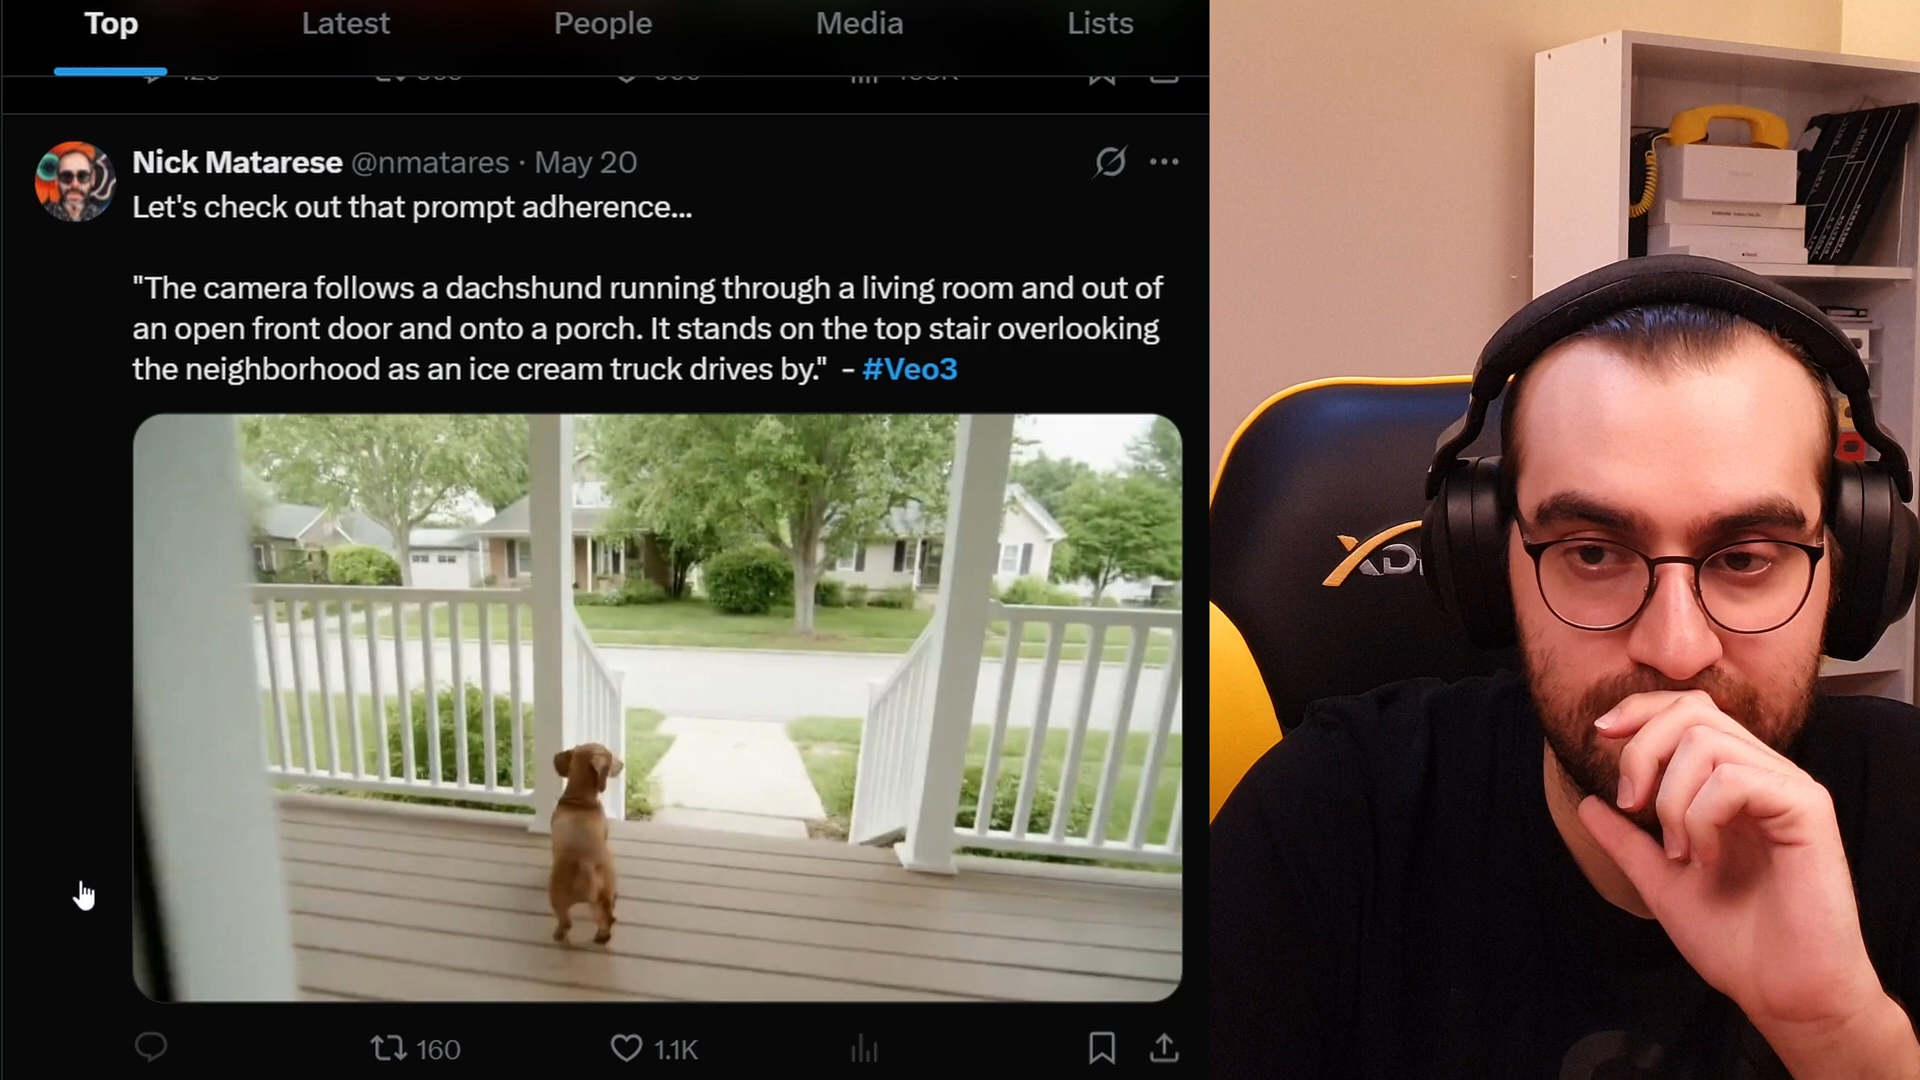 Top Latest People Media Lists
Nick Matarese @nmatares · May 20
Let's check out that prompt adherence...
"The camera follows a dachshund running through a living room and out of
an open front door and onto a porch. It stands on the top stair overlooking
the neighborhood as an ice cream truck drives by." - #Veo3
160 1.1K